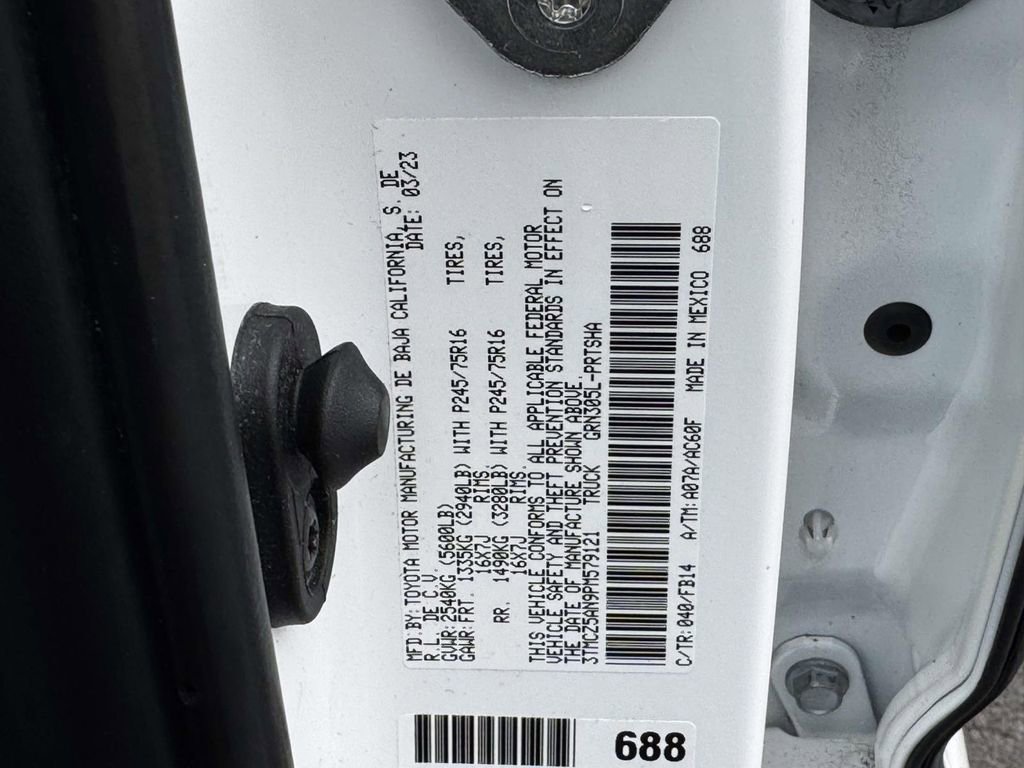 MFD.BY: TOYOTA MOTOR MANUFACTURING DE BAJA CALIFORNIA, S. DE
R.L. DE C.V. DATE: 03/23
GVWR: 2540KG (5600LB)
GAWR: FRT. 1335KG (2940LB) WITH P245/75R16 TIRES,
16X7J RIMS.
RR. 1490KG (3280LB) WITH P245/75R16 TIRES,
16X7J RIMS.
THIS VEHICLE CONFORMS TO ALL APPLICABLE FEDERAL MOTOR
VEHICLE SAFETY AND THEFT PREVENTION STANDARDS IN EFFECT ON
THE DATE OF MANUFACTURE SHOWN ABOVE.
3TMCZ5AN9PM579121 TRUCK GRN305L-PRTSHA
C/TR: 040/FB14 A/TM: A07A/AC60F MADE IN MEXICO 688
688